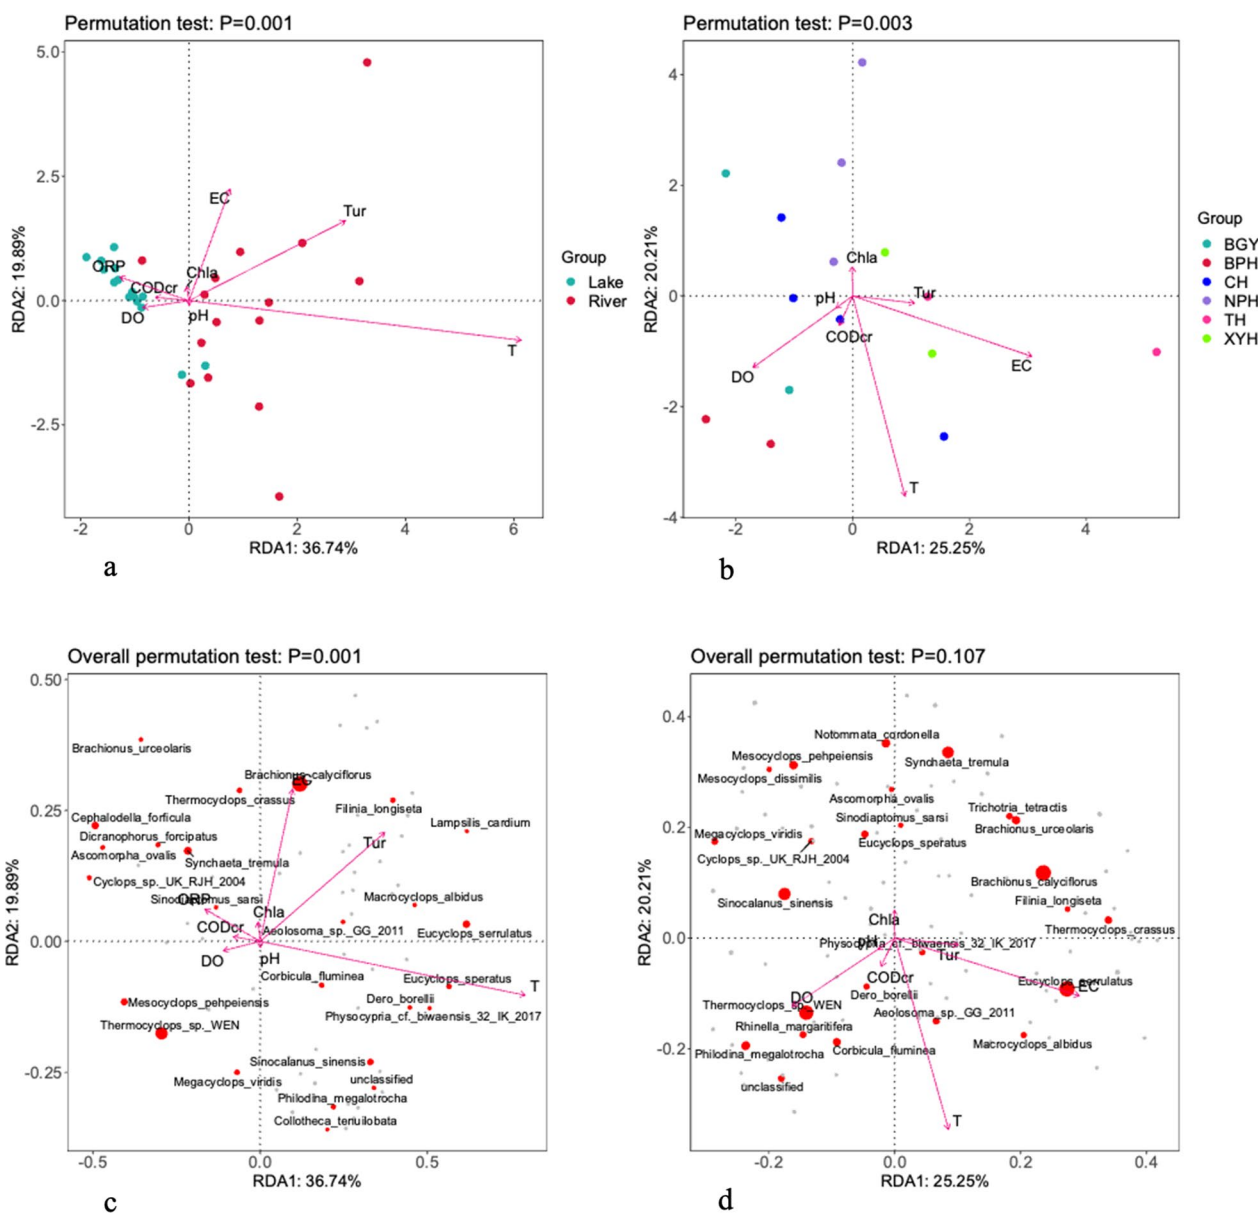 Permutation test: P=0.001
5.0
2.5
0.0
-2.5
RDA2: 19.89%
EC
Tur
ORP
Chla
CODcr
DO
pH
T
-2
0
2
4
6
RDA1: 36.74%
Group
Lake
River
a
Permutation test: P=0.003
4
2
0
-2
-4
RDA2: 20.21%
Chla
Tur
pH
CODcr
DO
EC
T
-2
0
2
4
RDA1: 25.25%
Group
BGY
BPH
CH
NPH
TH
XYH
b
Overall permutation test: P=0.001
0.50
0.25
0.00
-0.25
RDA2: 19.89%
Brachionus_urceolaris
Brachionus_calyciflorus
EC
Thermocyclops_crassus
Filinia_longiseta
Cephalodella_forficula
Lampsilis_cardium
Dicranophorus_forcipatus
Tur
Ascomorpha_ovalis
Synchaeta_tremula
Cyclops_sp._UK_RJH_2004
Sinodiaptomus_sarsi
ORP
Macrocyclops_albidus
Chla
CODcr
Aeolosoma_sp._GG_2011
Eucyclops_serrulatus
DO
pH
Corbicula_fluminea
Eucyclops_speratus
T
Mesocyclops_pehpeiensis
Dero_borellii
Physocypria_cf._biwaensis_32_IK_2017
Thermocyclops_sp._WEN
Sinocalanus_sinensis
Megacyclops_viridis
unclassified
Philodina_megalotrocha
Collotheca_tenuilobata
-0.5
0.0
0.5
RDA1: 36.74%
c
Overall permutation test: P=0.107
0.4
0.2
0.0
-0.2
RDA2: 20.21%
Notommata_cordonella
Mesocyclops_pehpeiensis
Synchaeta_tremula
Mesocyclops_dissimilis
Ascomorpha_ovalis
Trichotria_tetractis
Sinodiaptomus_sarsi
Brachionus_urceolaris
Megacyclops_viridis
Eucyclops_speratus
Cyclops_sp._UK_RJH_2004
Brachionus_calyciflorus
Sinocalanus_sinensis
Filinia_longiseta
Chla
Thermocyclops_crassus
Physocypria_cf._biwaensis_32_IK_2017
pH
Tur
CODcr
Eucyclops_serrulatus
EC
DO
Dero_borellii
Thermocyclops_sp._WEN
Aeolosoma_sp._GG_2011
Rhinella_margaritifera
Macrocyclops_albidus
Philodina_megalotrocha
Corbicula_fluminea
unclassified
T
-0.2
0.0
0.2
0.4
RDA1: 25.25%
d